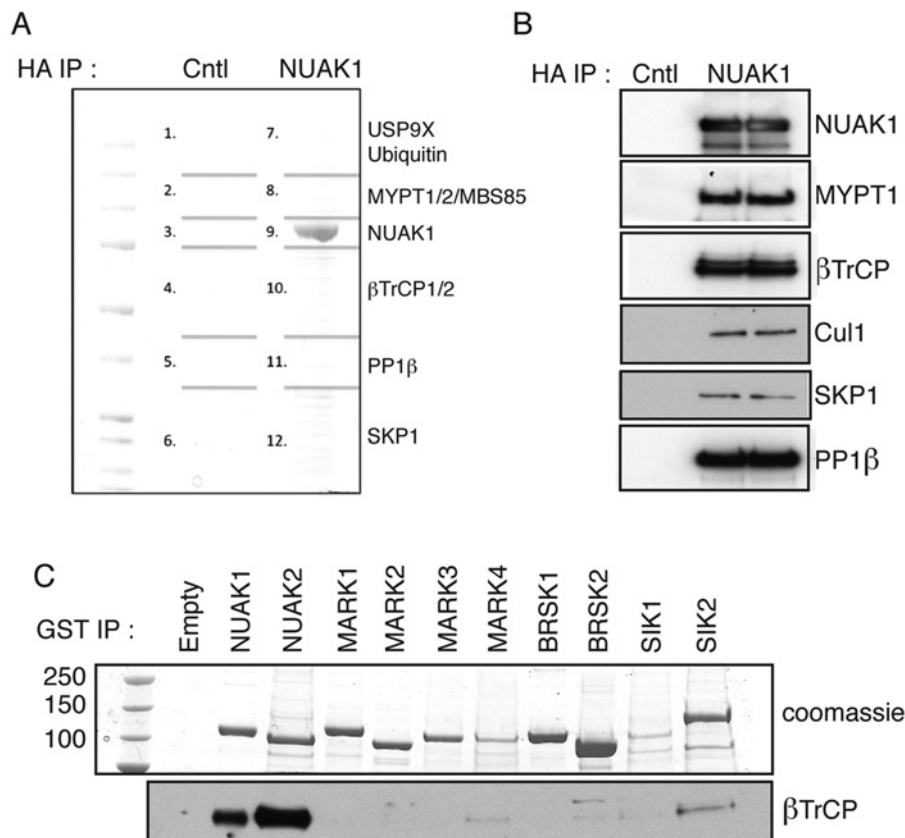 A
HA IP : Cntl NUAK1
1. 7. USP9X
Ubiquitin
2. 8. MYPT1/2/MBS85
3. 9. NUAK1
4. 10. βTrCP1/2
5. 11. PP1β
6. 12. SKP1
B
HA IP : Cntl NUAK1
NUAK1
MYPT1
βTrCP
Cul1
SKP1
PP1β
C
GST IP : Empty NUAK1 NUAK2 MARK1 MARK2 MARK3 MARK4 BRSK1 BRSK2 SIK1 SIK2
250
150
100
coomassie
βTrCP